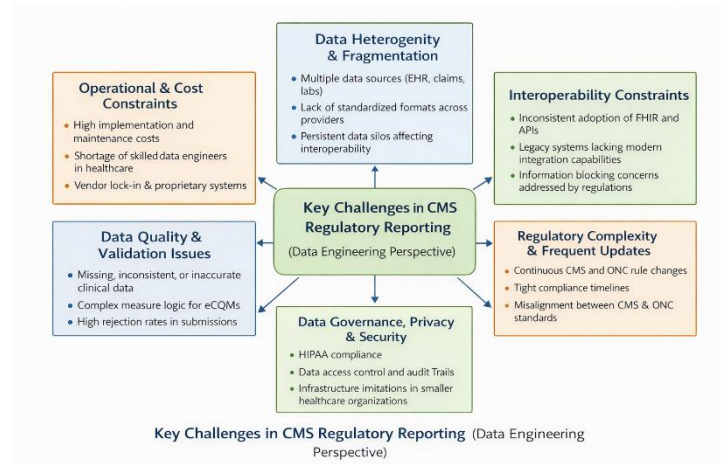 Data Heterogenity
& Fragmentation
• Multiple data sources (EHR, claims,
labs)
• Lack of standardized formats across
providers
• Persistent data silos affecting
interoperability
Operational & Cost
Constraints
• High implementation and
maintenance costs
• Shortage of skilled data engineers
in healthcare
• Vendor lock-in & proprietary systems
Interoperability Constraints
• Inconsistent adoption of FHIR and
APIs
• Legacy systems lacking modern
integration capabilities
• Information blocking concerns
addressed by regulations
Key Challenges in CMS
Regulatory Reporting
(Data Engineering Perspective)
Data Quality &
Validation Issues
• Missing, inconsistent, or inaccurate
clinical data
• Complex measure logic for eCQMs
• High rejection rates in submissions
Regulatory Complexity
& Frequent Updates
• Continuous CMS and ONC rule changes
• Tight compliance timelines
• Misalignment between CMS & ONC
standards
Data Governance, Privacy
& Security
• HIPAA compliance
• Data access control and audit Trails
• Infrastructure imitations in smaller
healthcare organizations
Key Challenges in CMS Regulatory Reporting (Data Engineering
Perspective)